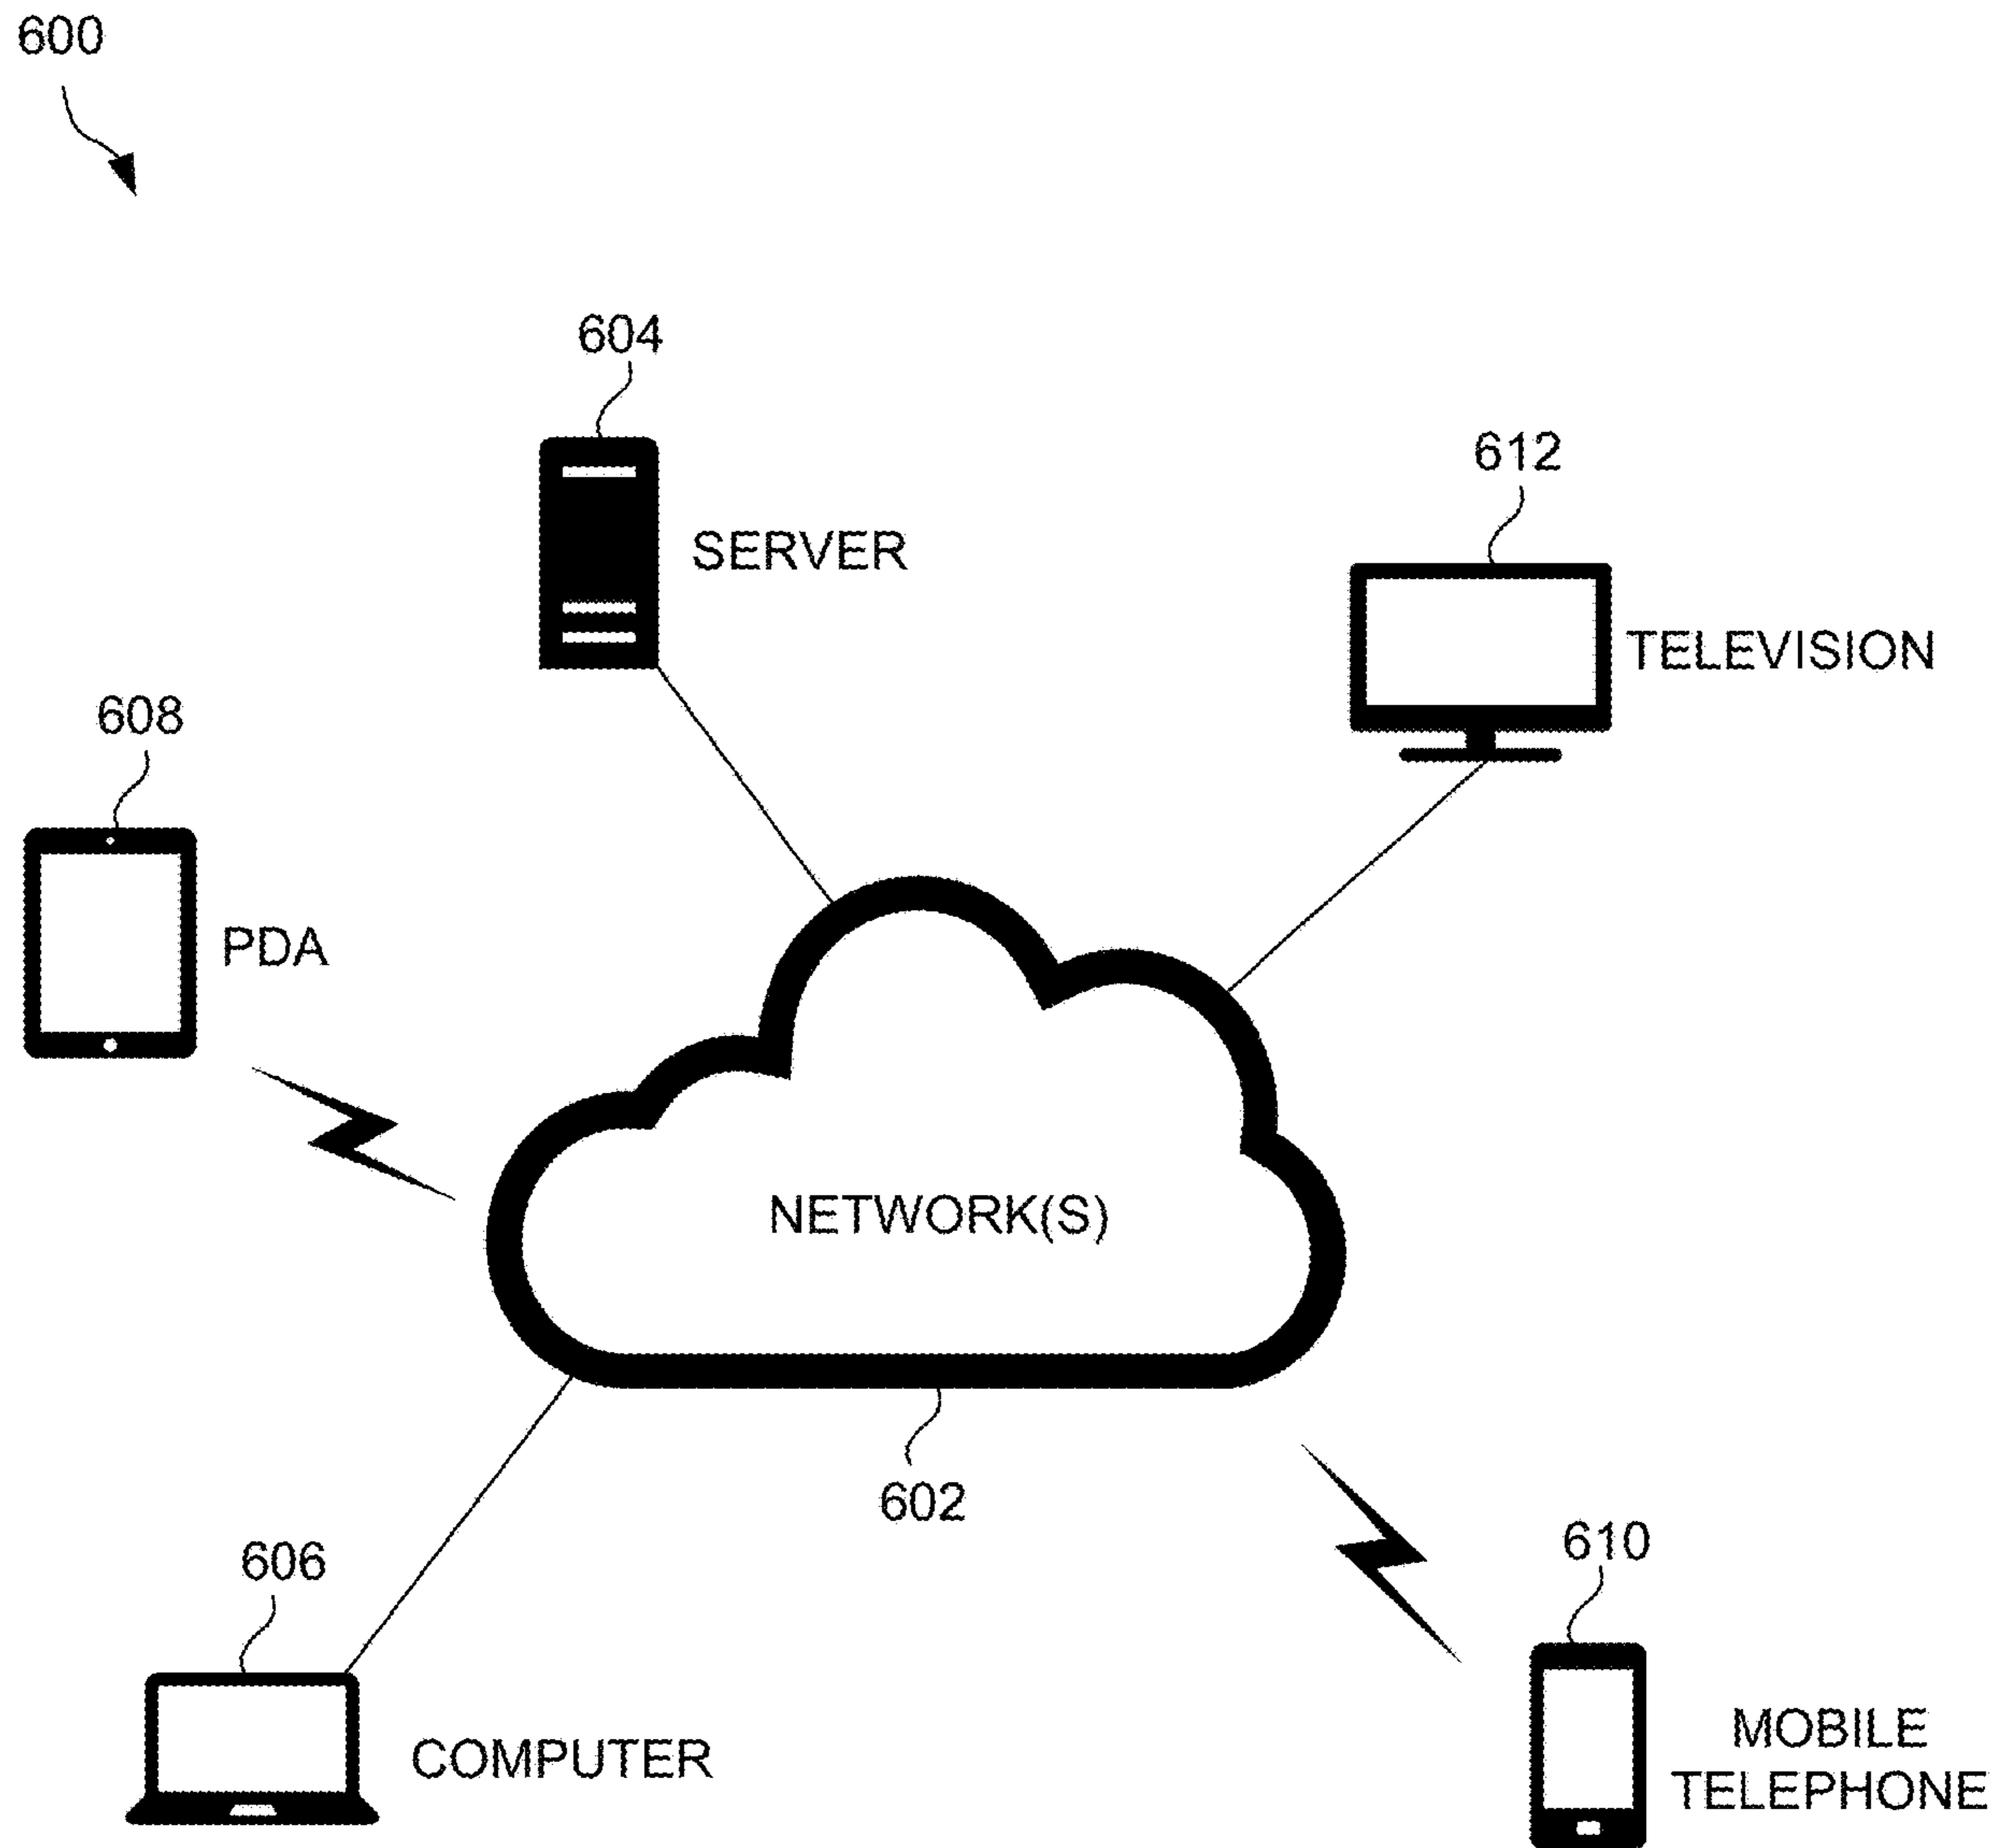 600
604
SERVER
612
TELEVISION
608
PDA
NETWORK(S)
602
606
COMPUTER
610
MOBILE
TELEPHONE